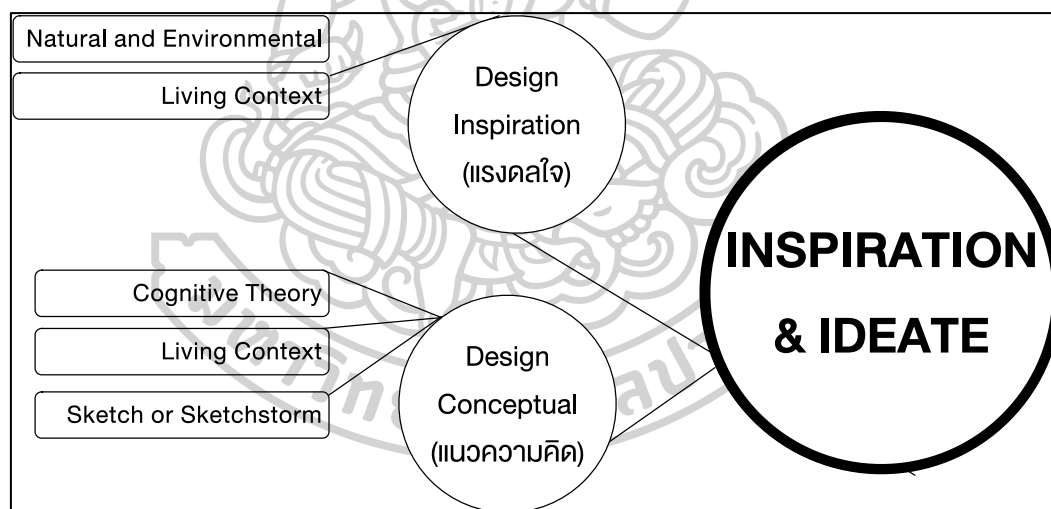 Natural and Environmental
Living Context
Design
Inspiration
(แรงดลใจ)
Cognitive Theory
Living Context
Sketch or Sketchstorm
Design
Conceptual
(แนวความคิด)
INSPIRATION
& IDEATE